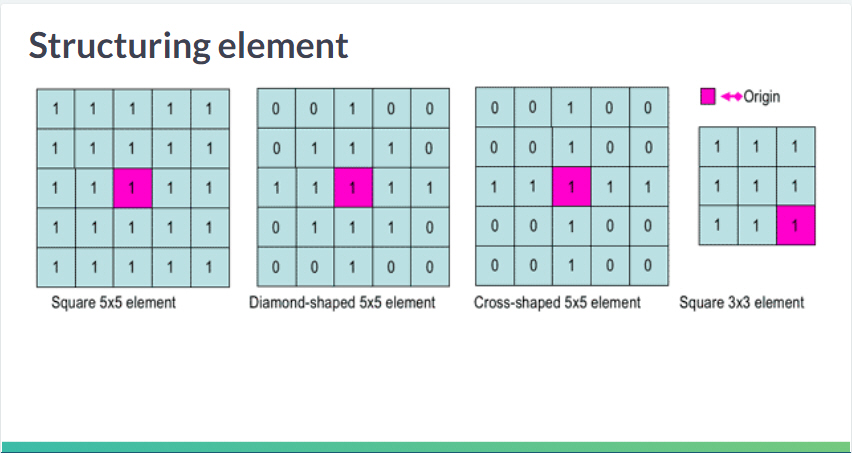 Structuring element
Origin
1 1 1 1 1
1 1 1 1 1
1 1 1 1 1
1 1 1 1 1
1 1 1 1 1
Square 5x5 element
0 0 1 0 0
0 1 1 1 0
1 1 1 1 1
0 1 1 1 0
0 0 1 0 0
Diamond-shaped 5x5 element
0 0 1 0 0
0 0 1 0 0
1 1 1 1 1
0 0 1 0 0
0 0 1 0 0
Cross-shaped 5x5 element
1 1 1
1 1 1
1 1 1
Square 3x3 element